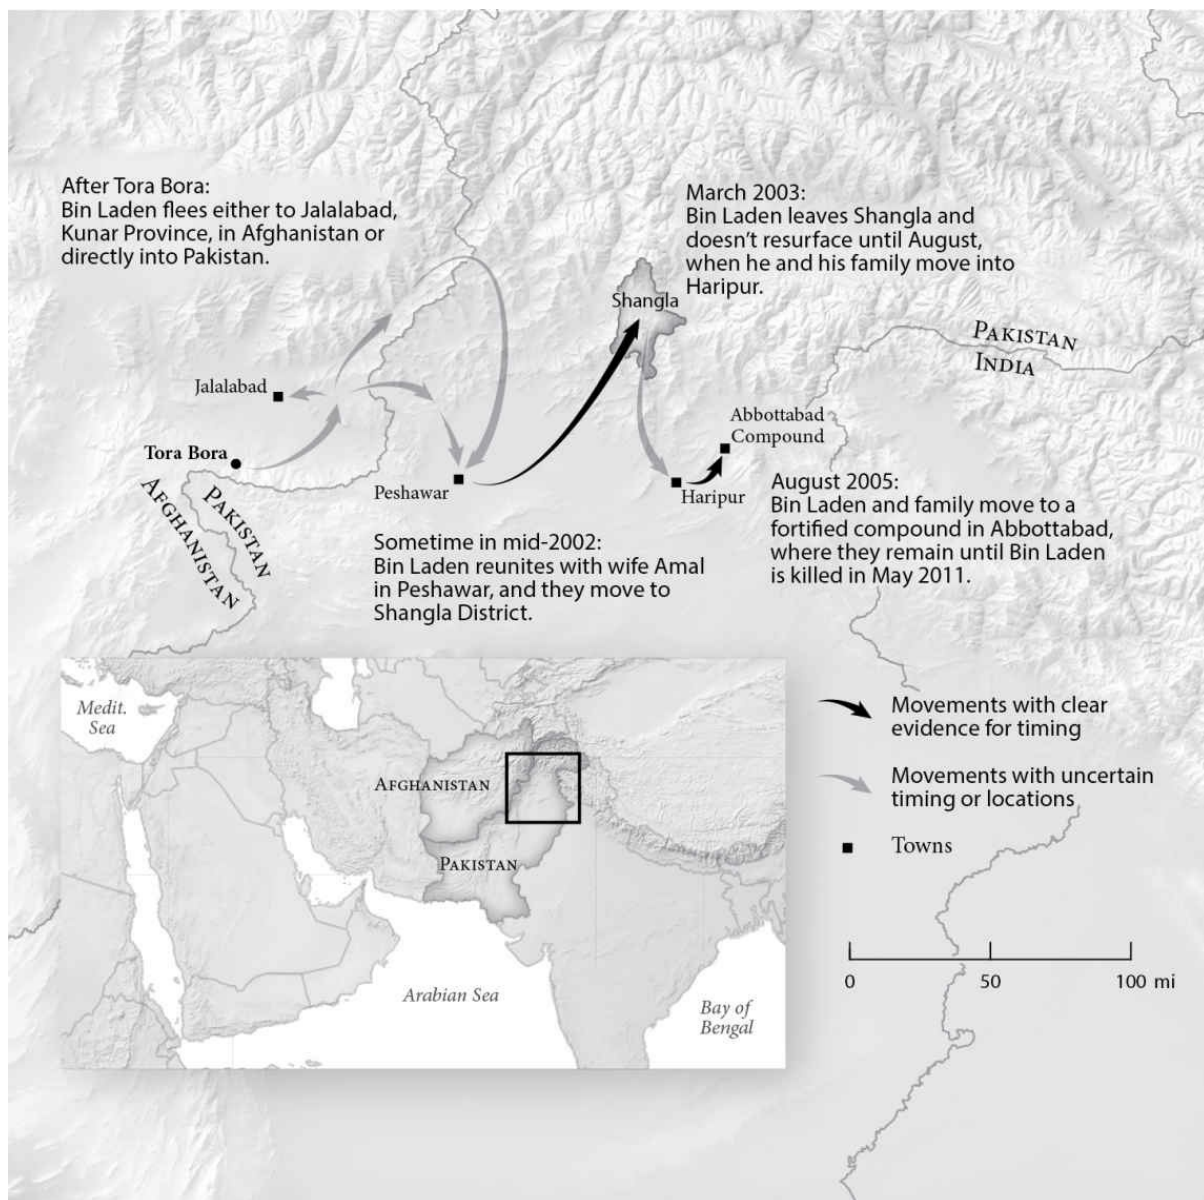 After Tora Bora:
Bin Laden flees either to Jalalabad,
Kunar Province, in Afghanistan or
directly into Pakistan.
March 2003:
Bin Laden leaves Shangla and
doesn't resurface until August,
when he and his family move into
Haripur.
Shangla
PAKISTAN
INDIA
Jalalabad
Abbottabad
Compound
Tora Bora
Peshawar
Haripur
AFGHANISTAN
PAKISTAN
August 2005:
Bin Laden and family move to a
fortified compound in Abbottabad,
where they remain until Bin Laden
is killed in May 2011.
Sometime in mid-2002:
Bin Laden reunites with wife Amal
in Peshawar, and they move to
Shangla District.
Medit.
Sea
AFGHANISTAN
PAKISTAN
Arabian Sea
Bay of
Bengal
Movements with clear
evidence for timing
Movements with uncertain
timing or locations
Towns
0 50 100 mi